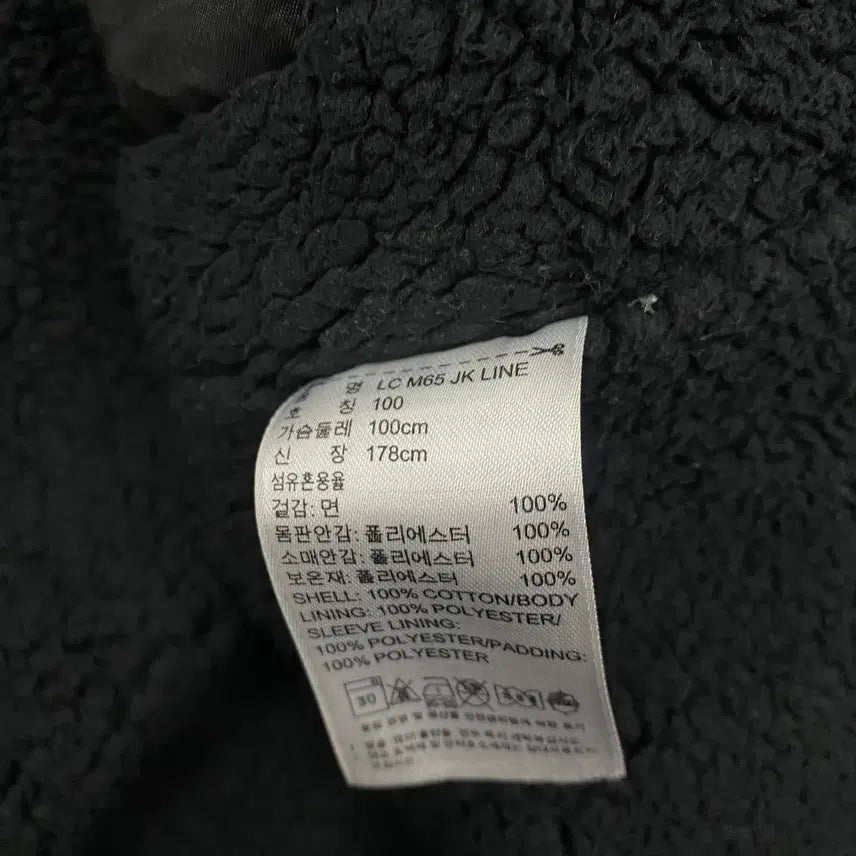 명 LC M65 JK LINE
호 칭 100
가슴둘레 100cm
신 장 178cm
섬유혼용율
겉감: 면 100%
몸판안감: 폴리에스터 100%
소매안감: 폴리에스터 100%
보온재: 폴리에스터 100%
SHELL: 100% COTTON/BODY
LINING: 100% POLYESTER/
SLEEVE LINING:
100% POLYESTER/PADDING:
100% POLYESTER
30